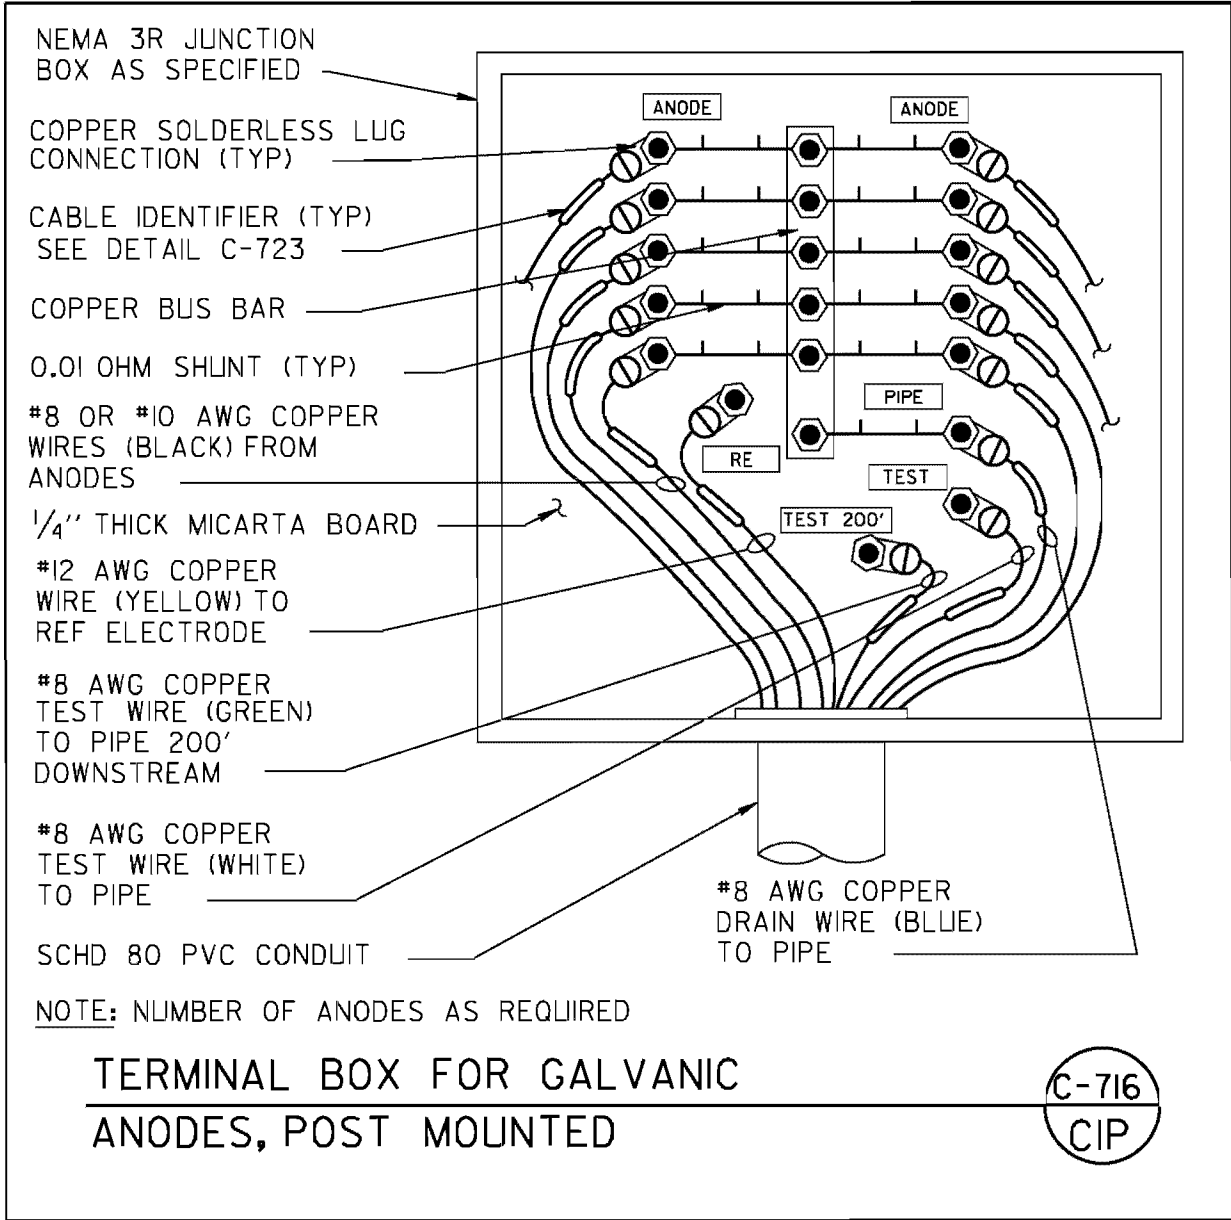 NEMA 3R JUNCTION
BOX AS SPECIFIED
COPPER SOLDERLESS LUG
CONNECTION (TYP)
CABLE IDENTIFIER (TYP)
SEE DETAIL C-723
COPPER BUS BAR
0.01 OHM SHUNT (TYP)
#8 OR #10 AWG COPPER
WIRES (BLACK) FROM
ANODES
1/4" THICK MICARTA BOARD
#12 AWG COPPER
WIRE (YELLOW) TO
REF ELECTRODE
#8 AWG COPPER
TEST WIRE (GREEN)
TO PIPE 200'
DOWNSTREAM
#8 AWG COPPER
TEST WIRE (WHITE)
TO PIPE
SCHD 80 PVC CONDUIT
ANODE
ANODE
PIPE
RE
TEST
TEST 200'
#8 AWG COPPER
DRAIN WIRE (BLUE)
TO PIPE
NOTE: NUMBER OF ANODES AS REQUIRED
TERMINAL BOX FOR GALVANIC
ANODES, POST MOUNTED
C-716
CIP